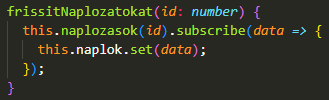 frissitNaplozatokat(id: number) {
  this.naplozasok(id).subscribe(data => {
    this.naplok.set(data);
  });
}